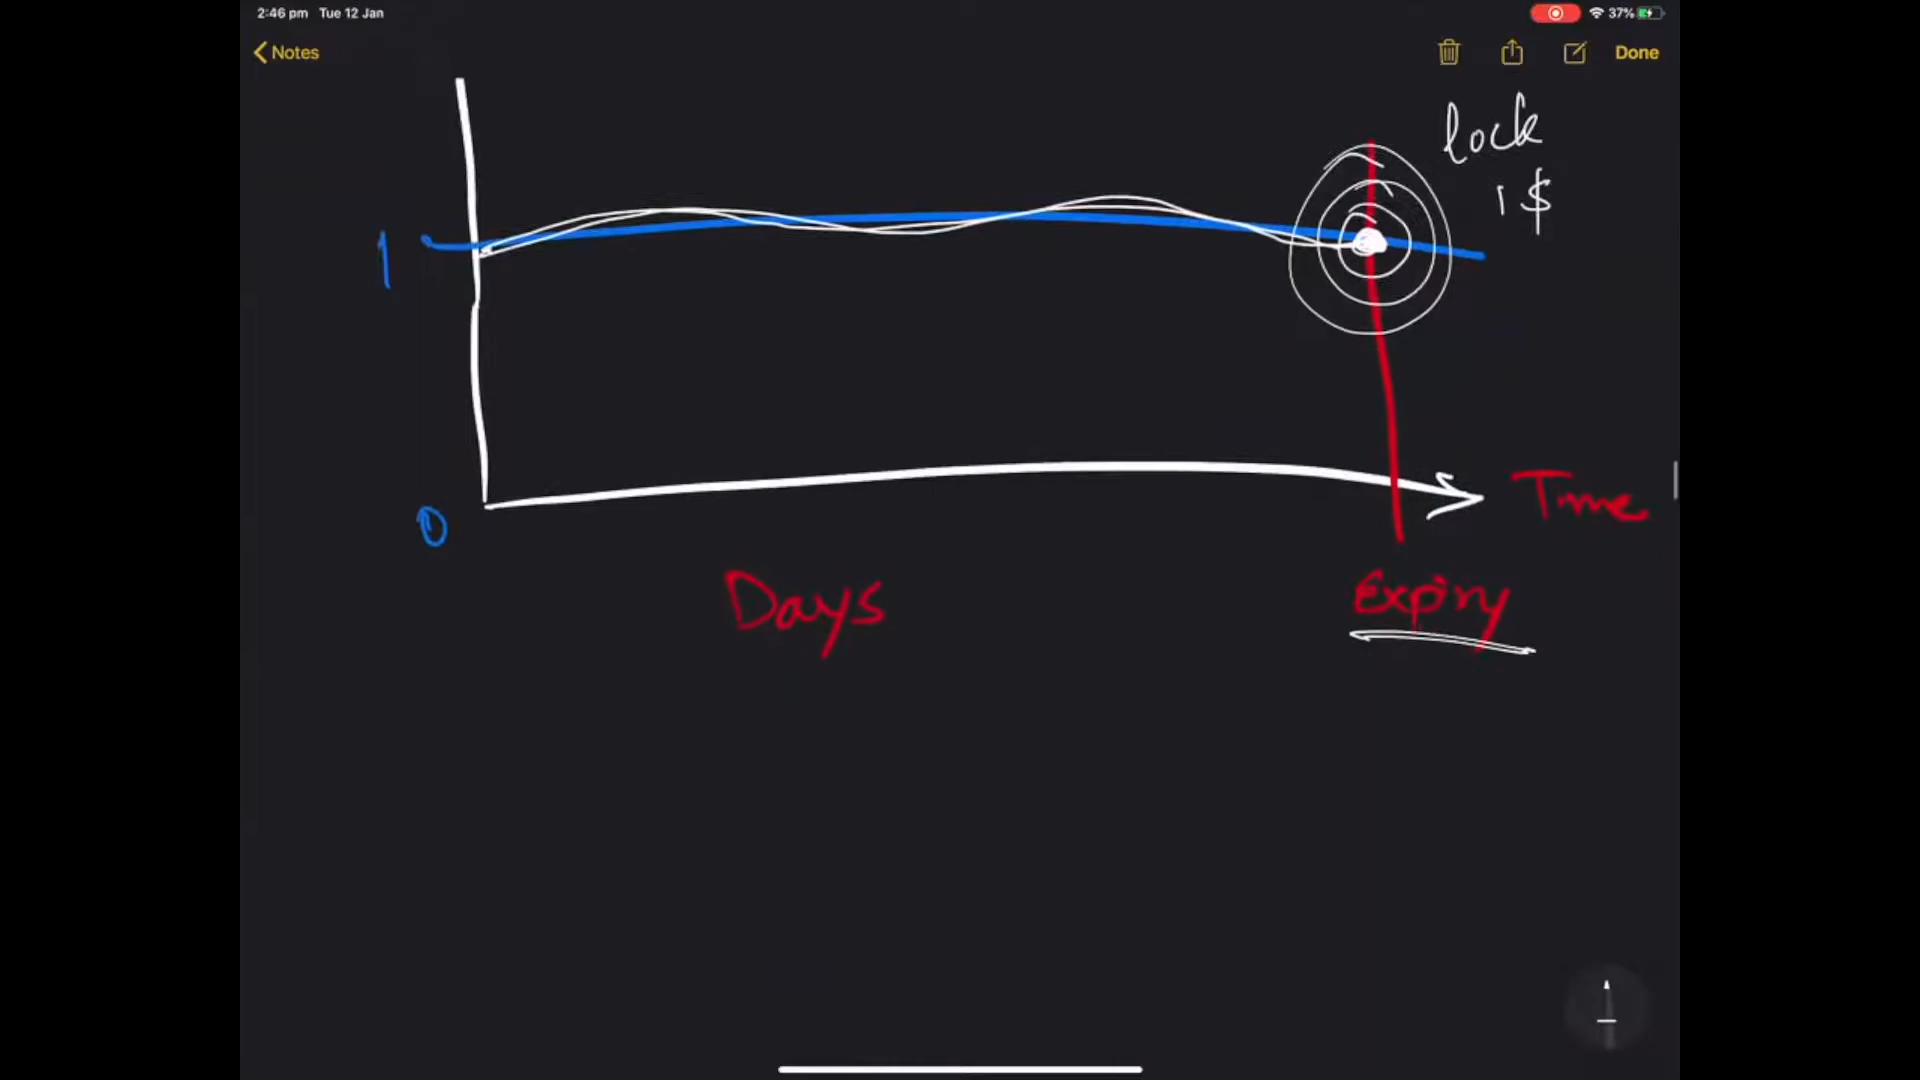 2:46 pm Tue 12 Jan
37%
Notes
Done
lock
1$
1
0
Time
Days
Expiry